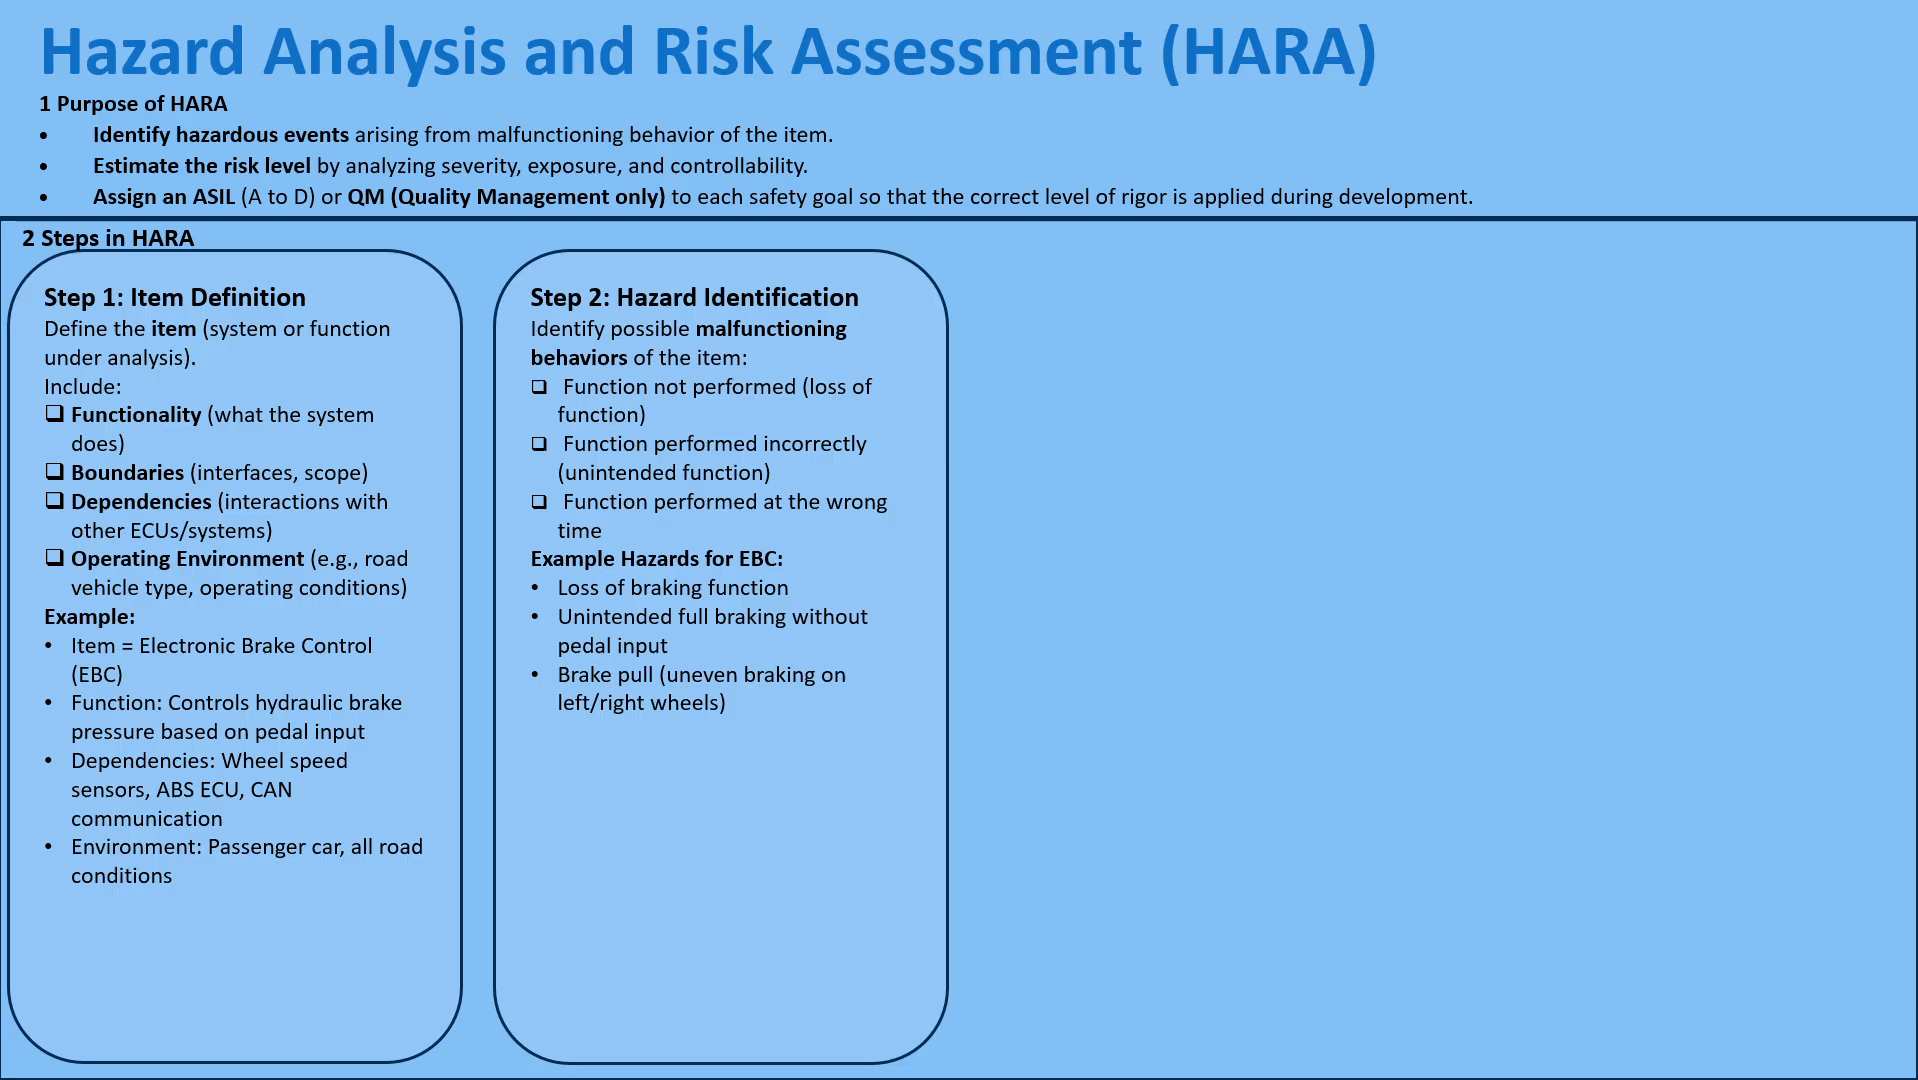 Hazard Analysis and Risk Assessment (HARA)
1 Purpose of HARA
• Identify hazardous events arising from malfunctioning behavior of the item.
• Estimate the risk level by analyzing severity, exposure, and controllability.
• Assign an ASIL (A to D) or QM (Quality Management only) to each safety goal so that the correct level of rigor is applied during development.
2 Steps in HARA
Step 1: Item Definition
Define the item (system or function
under analysis).
Include:
❑ Functionality (what the system
does)
❑ Boundaries (interfaces, scope)
❑ Dependencies (interactions with
other ECUs/systems)
❑ Operating Environment (e.g., road
vehicle type, operating conditions)
Example:
• Item = Electronic Brake Control
(EBC)
• Function: Controls hydraulic brake
pressure based on pedal input
• Dependencies: Wheel speed
sensors, ABS ECU, CAN
communication
• Environment: Passenger car, all road
conditions
Step 2: Hazard Identification
Identify possible malfunctioning
behaviors of the item:
❑ Function not performed (loss of
function)
❑ Function performed incorrectly
(unintended function)
❑ Function performed at the wrong
time
Example Hazards for EBC:
• Loss of braking function
• Unintended full braking without
pedal input
• Brake pull (uneven braking on
left/right wheels)